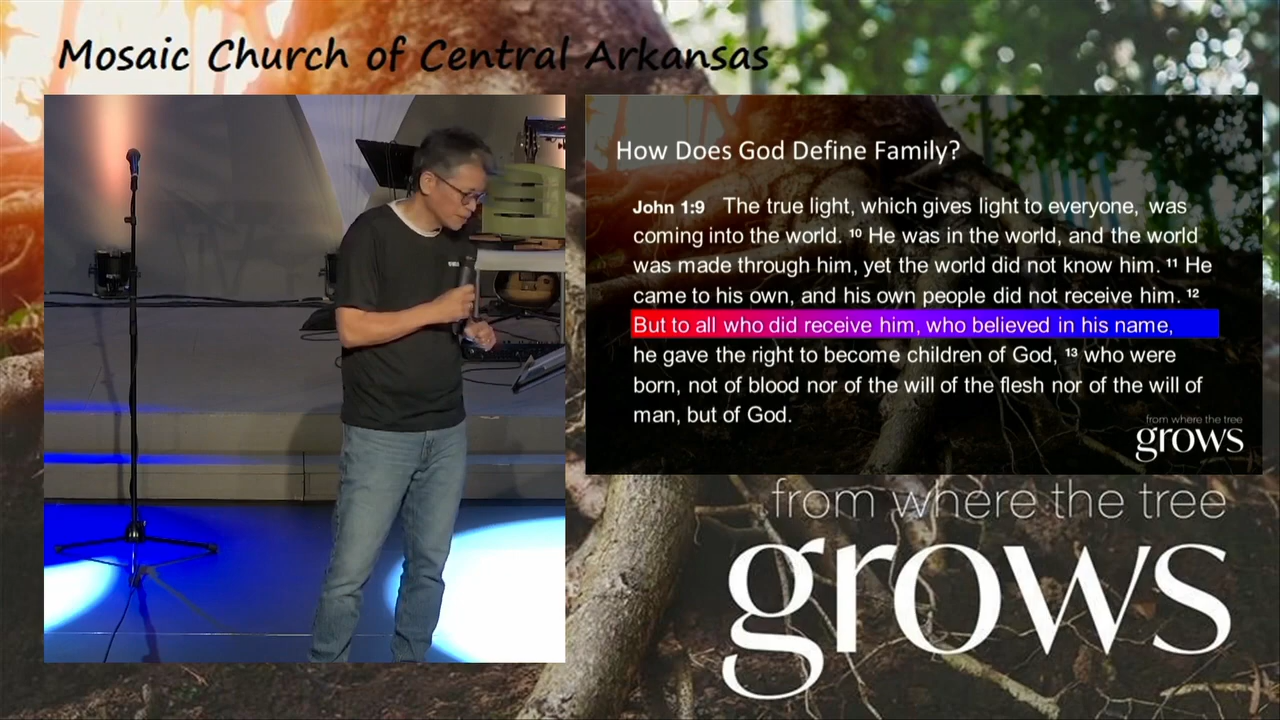 Mosaic Church of Central Arkansas
How Does God Define Family?
John 1:9 The true light, which gives light to everyone, was
coming into the world. ¹⁰ He was in the world, and the world
was made through him, yet the world did not know him. ¹¹ He
came to his own, and his own people did not receive him. ¹²
But to all who did receive him, who believed in his name,
he gave the right to become children of God, ¹³ who were
born, not of blood nor of the will of the flesh nor of the will of
man, but of God.
from where the tree
grows
from where the tree
grows